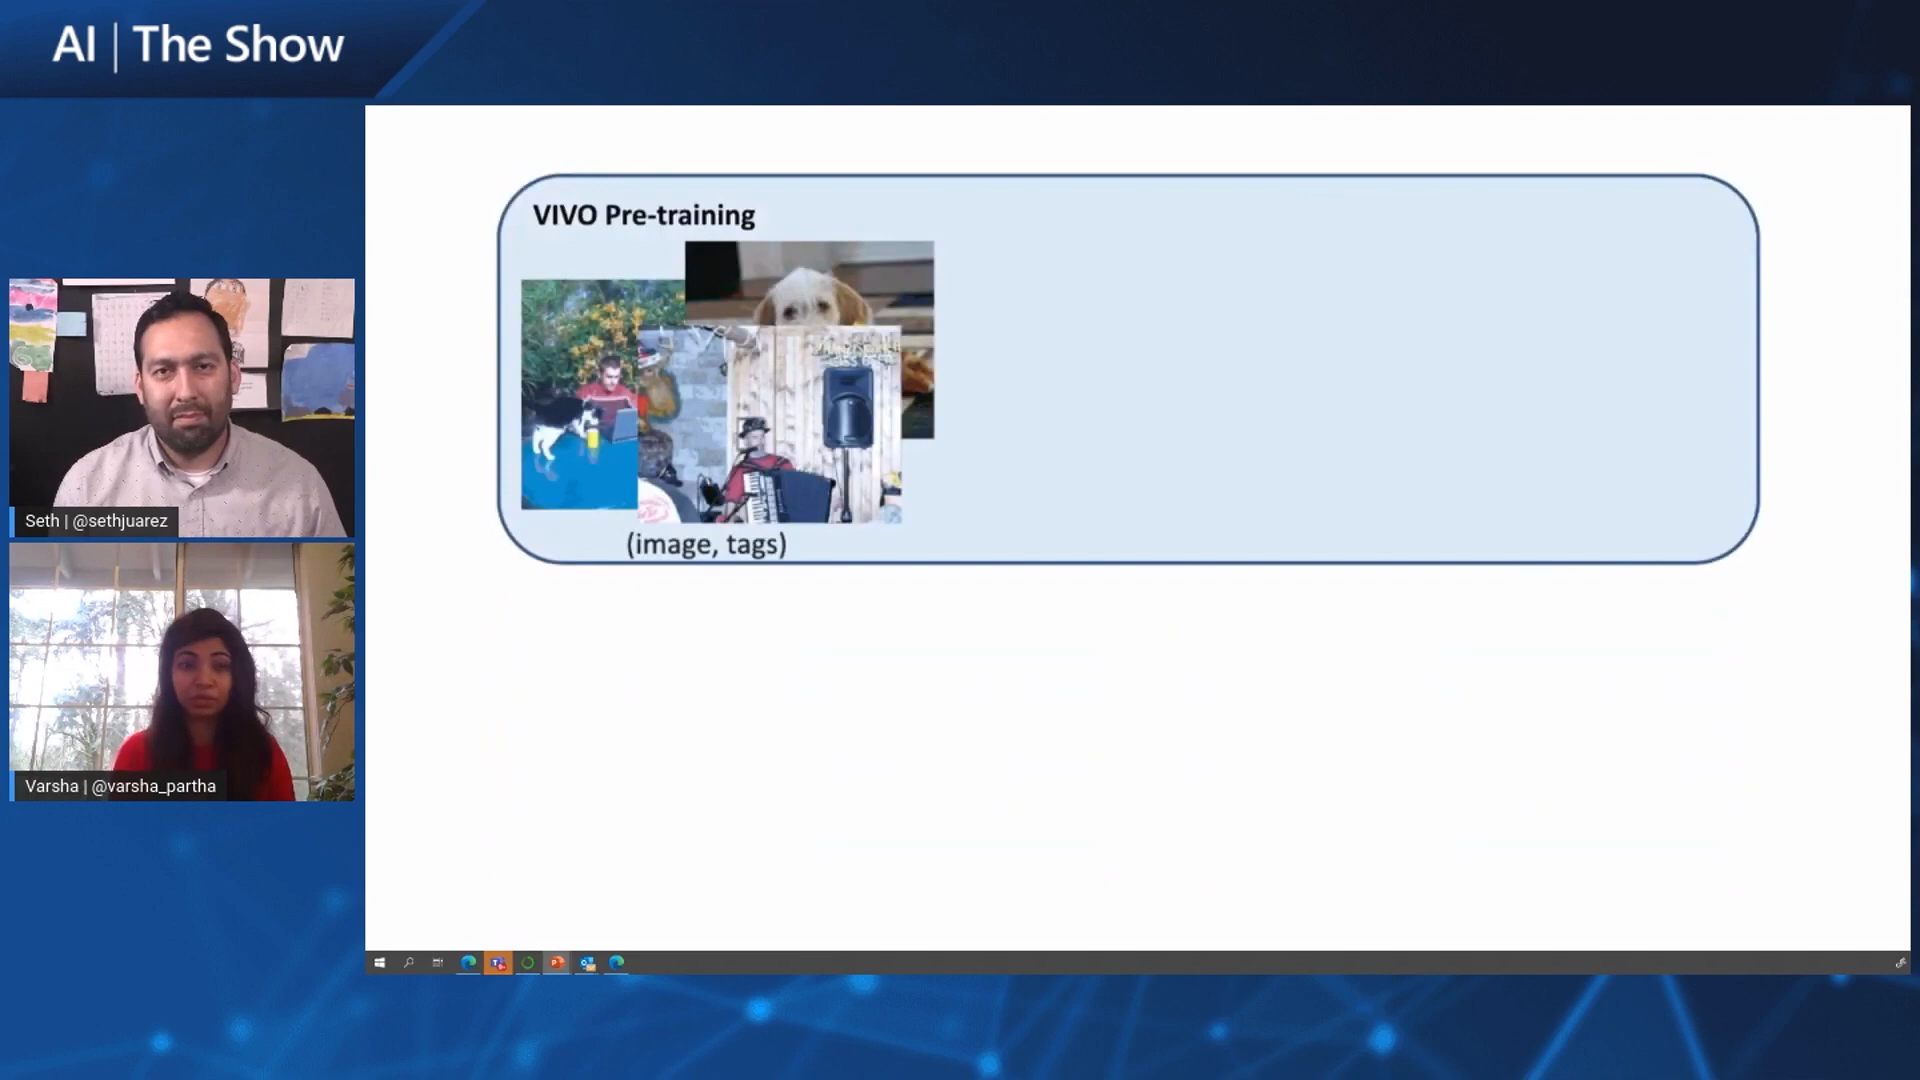 AI | The Show
VIVO Pre-training
(image, tags)
Seth | @sethjuarez
Varsha | @varsha_partha